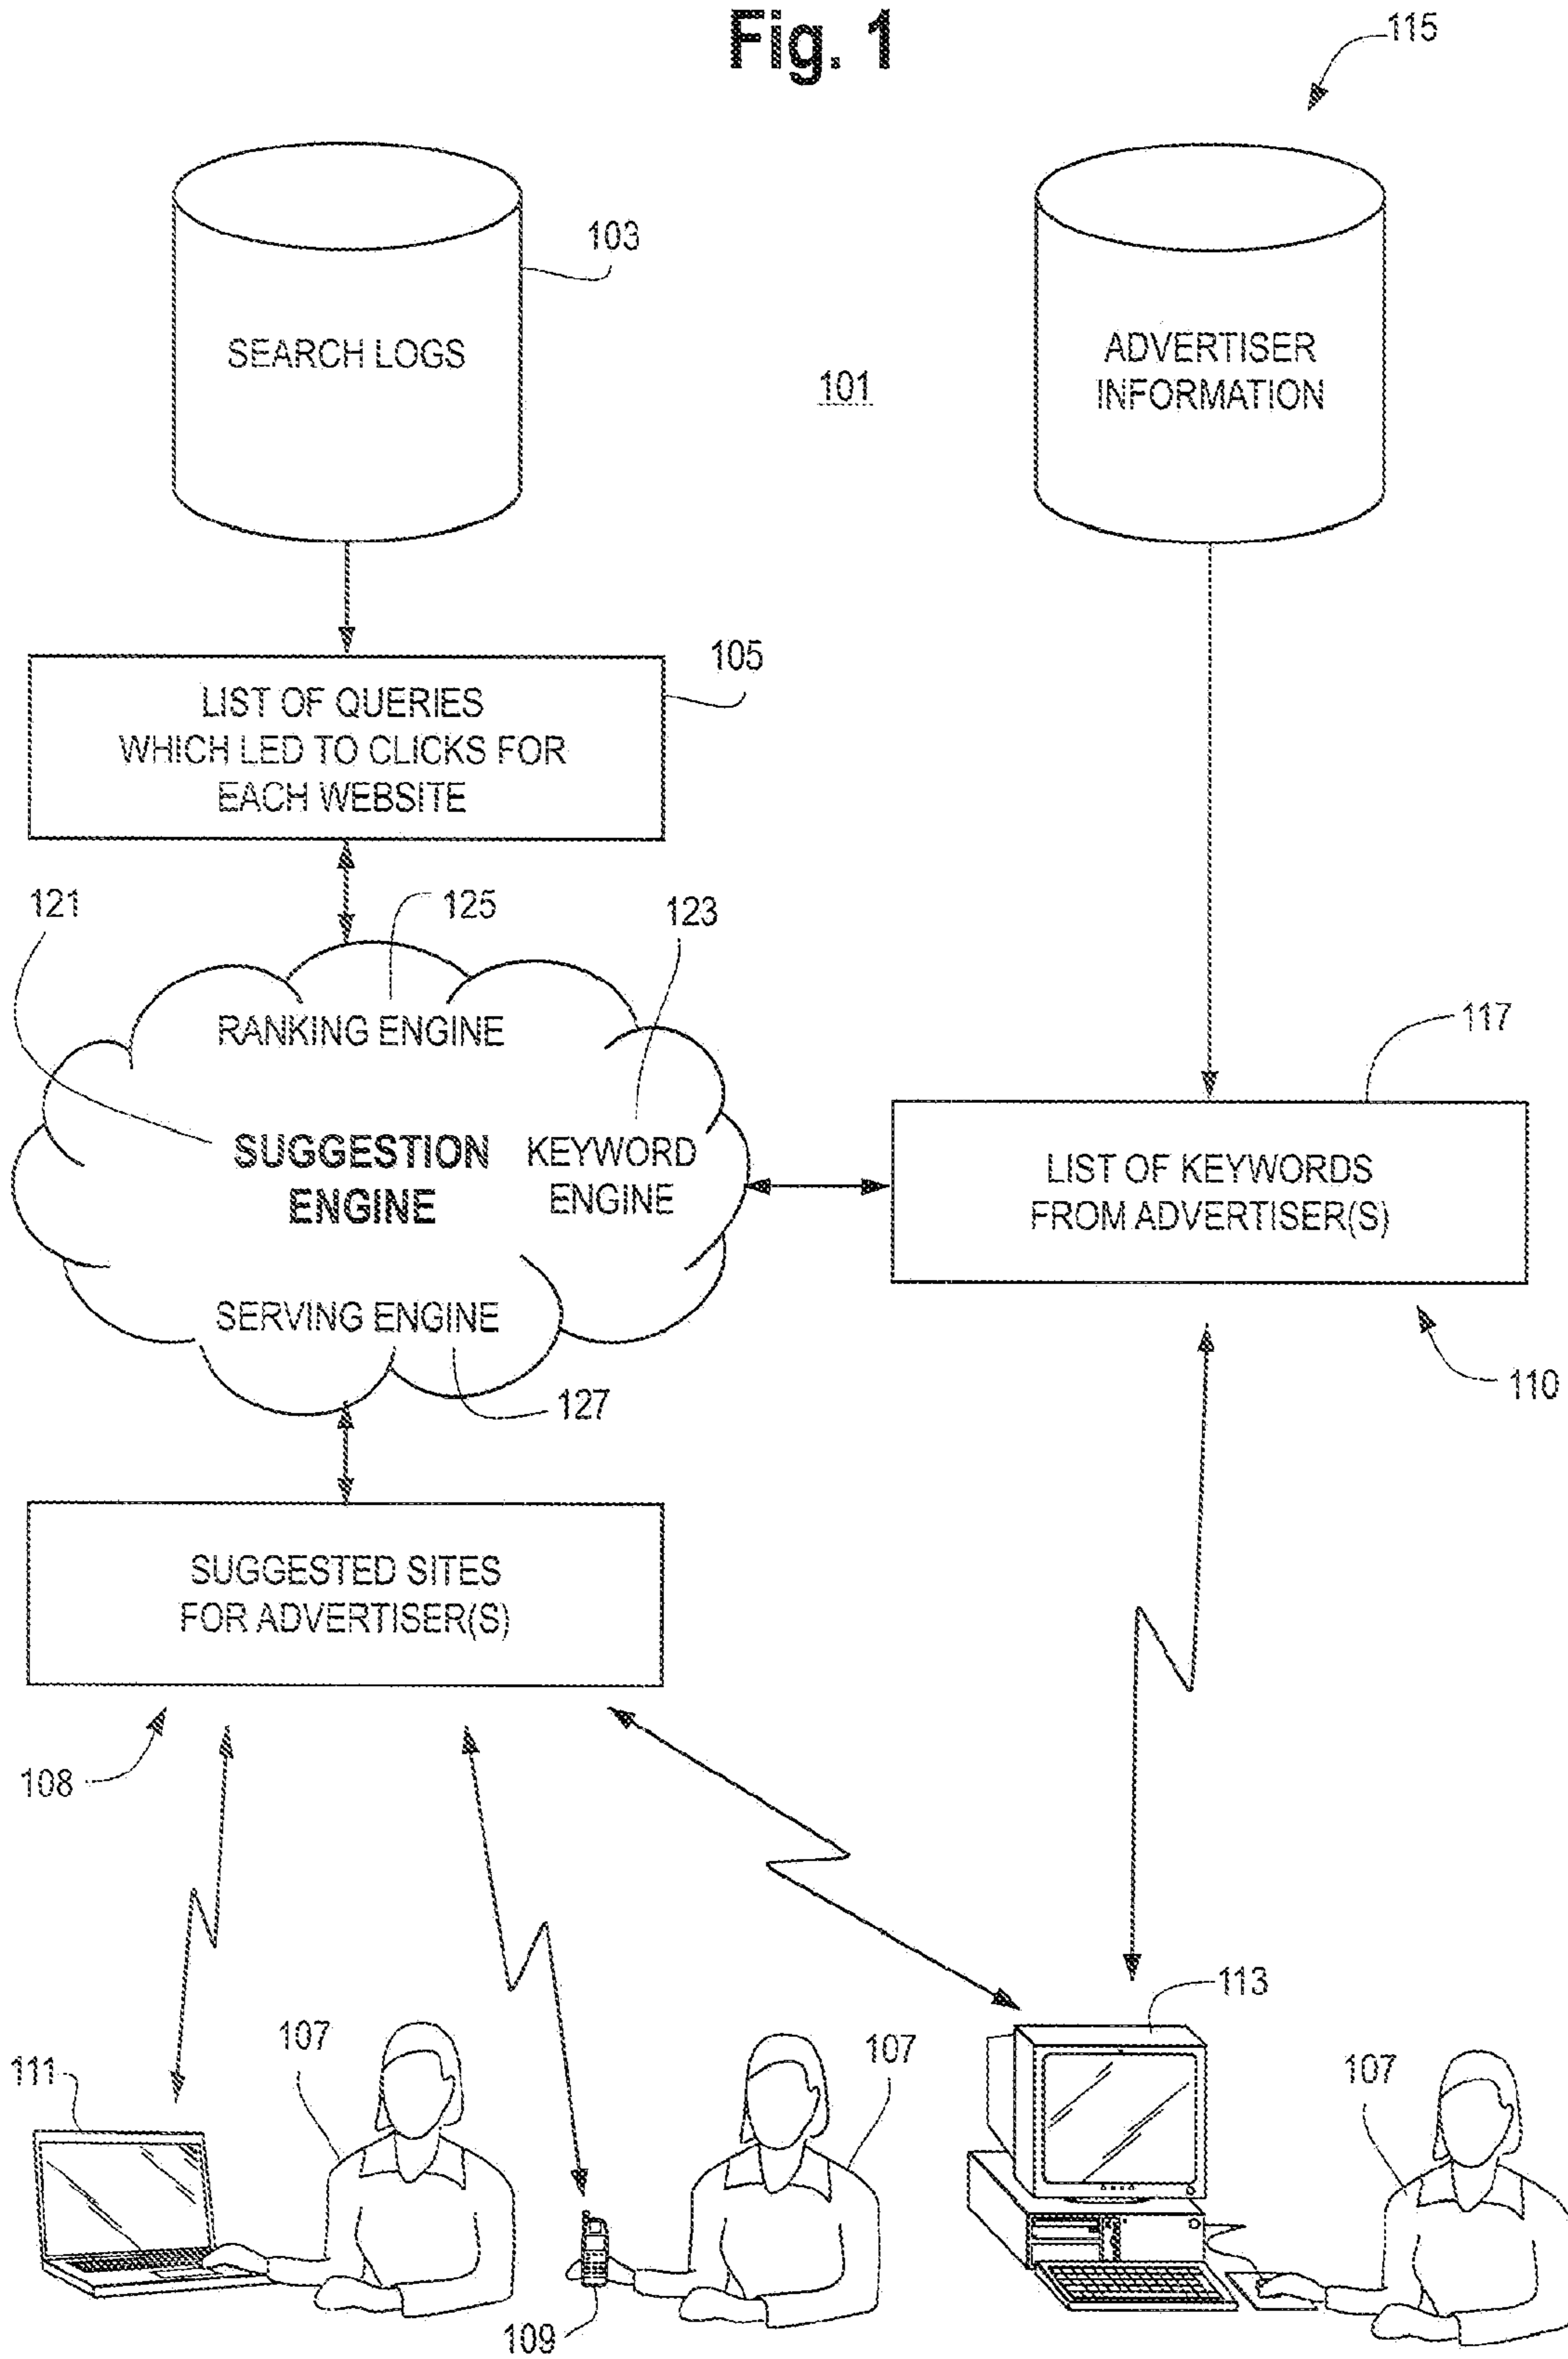 Fig. 1
115
103
SEARCH LOGS
101
ADVERTISER
INFORMATION
105
LIST OF QUERIES
WHICH LED TO CLICKS FOR
EACH WEBSITE
121
125
123
RANKING ENGINE
117
SUGGESTION
ENGINE
KEYWORD
ENGINE
LIST OF KEYWORDS
FROM ADVERTISER(S)
SERVING ENGINE
127
110
SUGGESTED SITES
FOR ADVERTISER(S)
108
113
111
107
107
107
109